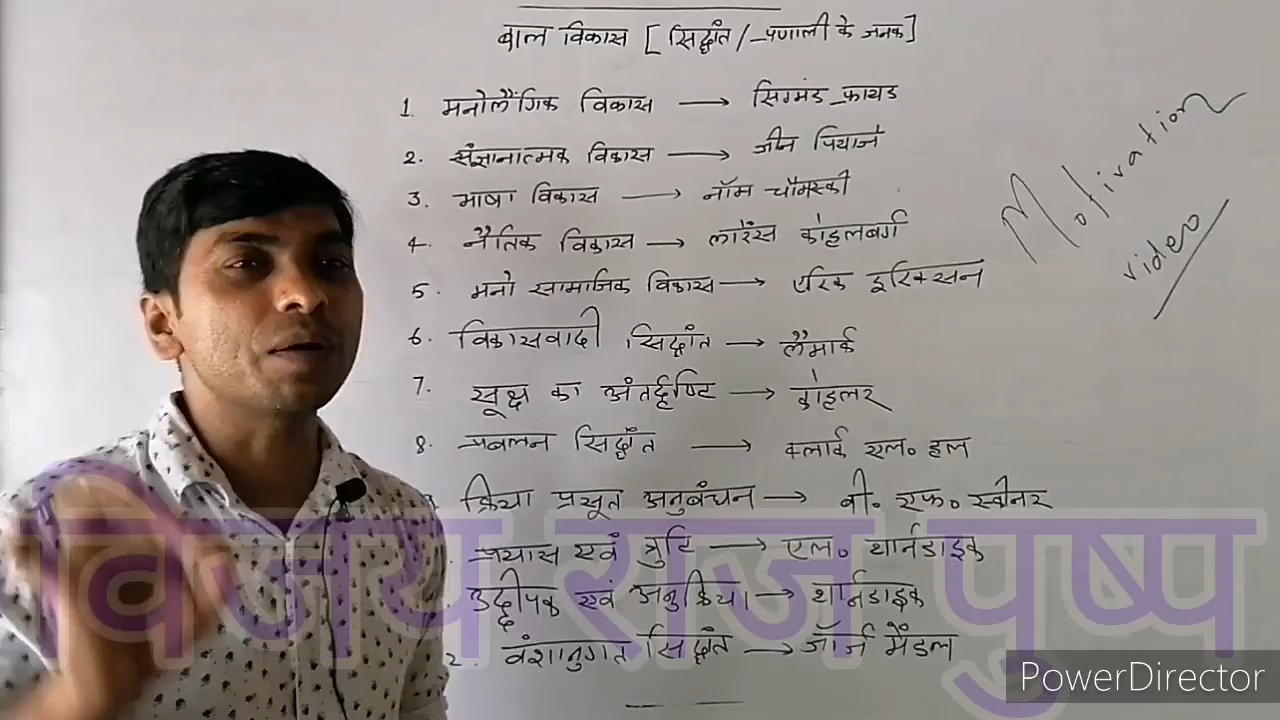 बाल विकास [सिद्धांत/प्रणाली के जनक]
1. मनोलैंगिक विकास → सिग्मंड फ्रायड
2. संज्ञानात्मक विकास → जीन पियाजे
3. भाषा विकास → नॉम चौमस्की
4. नैतिक विकास → लारेंस कोहलबर्ग
5. मनो सामाजिक विकास → एरिक इरिक्सन
6. विकासवादी सिद्धांत → लैमार्क
7. सूझ का अंतर्दृष्टि → कोहलर
8. प्रबलन सिद्धांत → क्लार्क एल० हल
क्रिया प्रसूत अनुबंधन → बी० एफ० स्कीनर
प्रयास एवं त्रुटि → एल० थार्नडाइक
उद्दीपक एवं अनुक्रिया → थार्नडाइक
2. वंशानुगत सिद्धांत → जॉर्ज मेंडल
Motivation
video
विजय राज पुष्प
PowerDirector